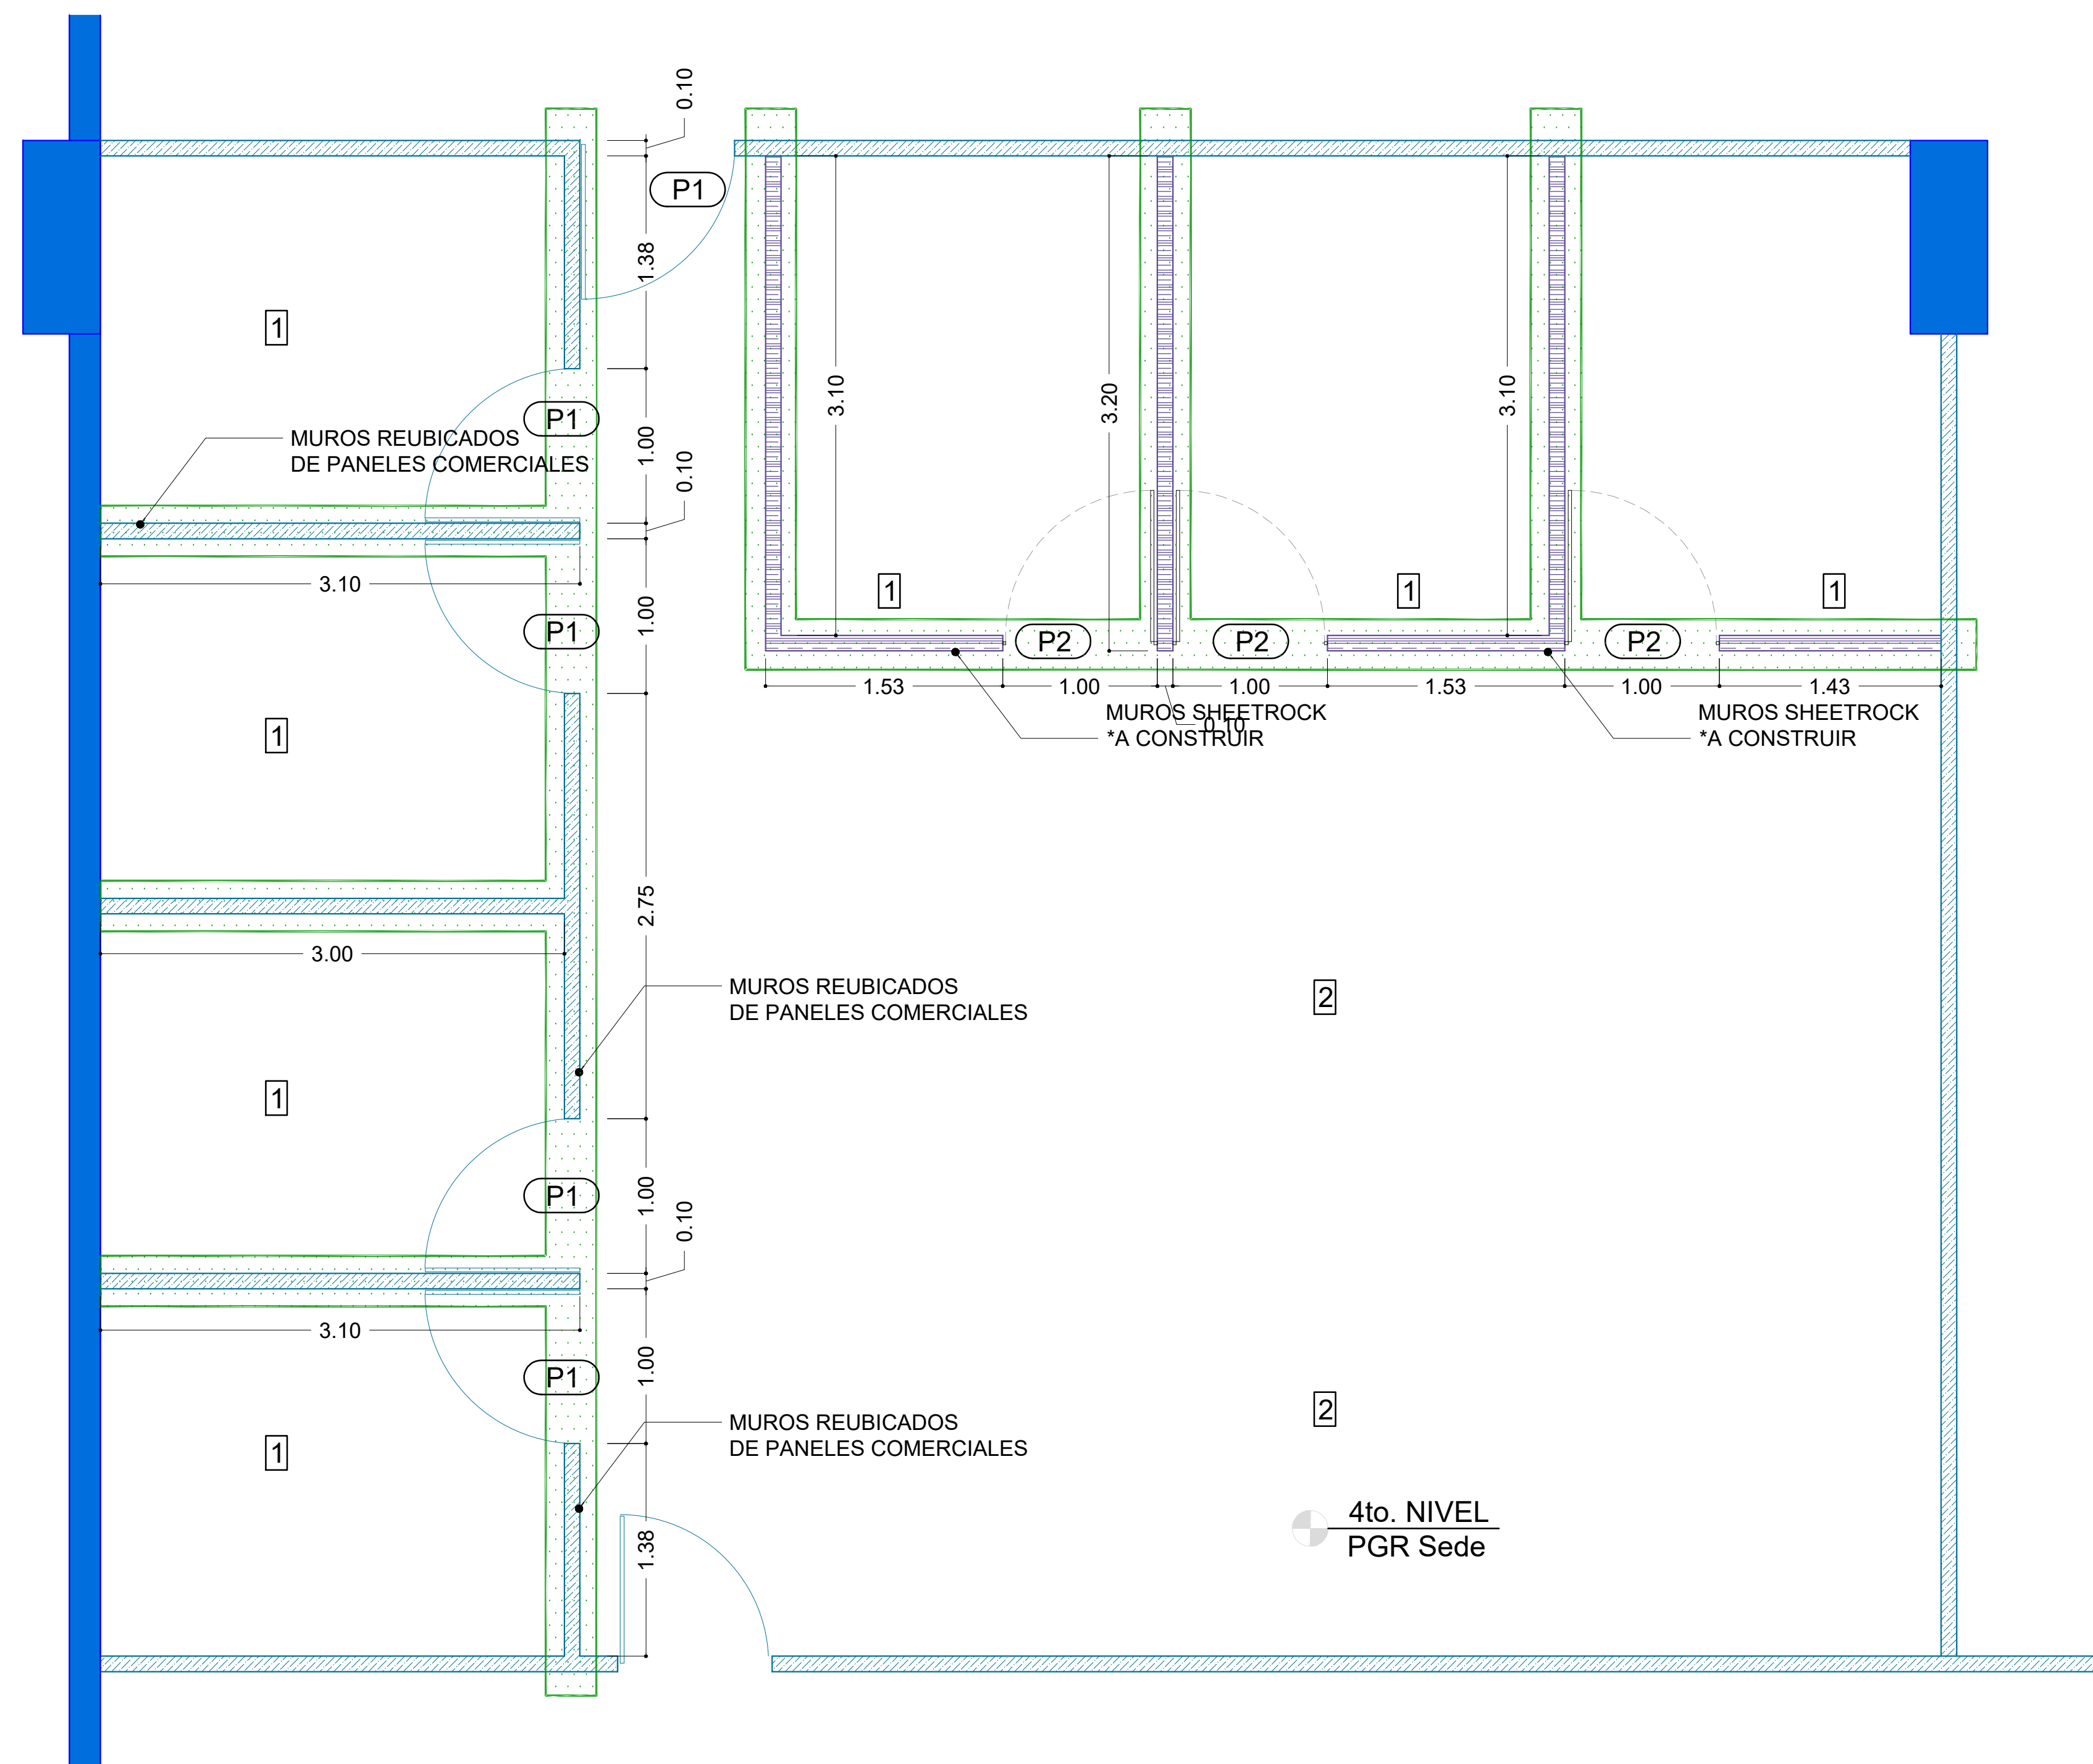 0.10
P1
1.38
1
3.10
3.20
3.10
P1
MUROS REUBICADOS
DE PANELES COMERCIALES
1.00
0.10
3.10
1.00
P1
1
1
1
P2
P2
P2
1.53
1.00
1.00
1.53
1.00
1.43
0.10
MUROS SHEETROCK
*A CONSTRUIR
MUROS SHEETROCK
*A CONSTRUIR
1
2.75
3.00
MUROS REUBICADOS
DE PANELES COMERCIALES
2
1
P1
1.00
0.10
3.10
1.00
P1
MUROS REUBICADOS
DE PANELES COMERCIALES
2
1
1.38
4to. NIVEL
PGR Sede